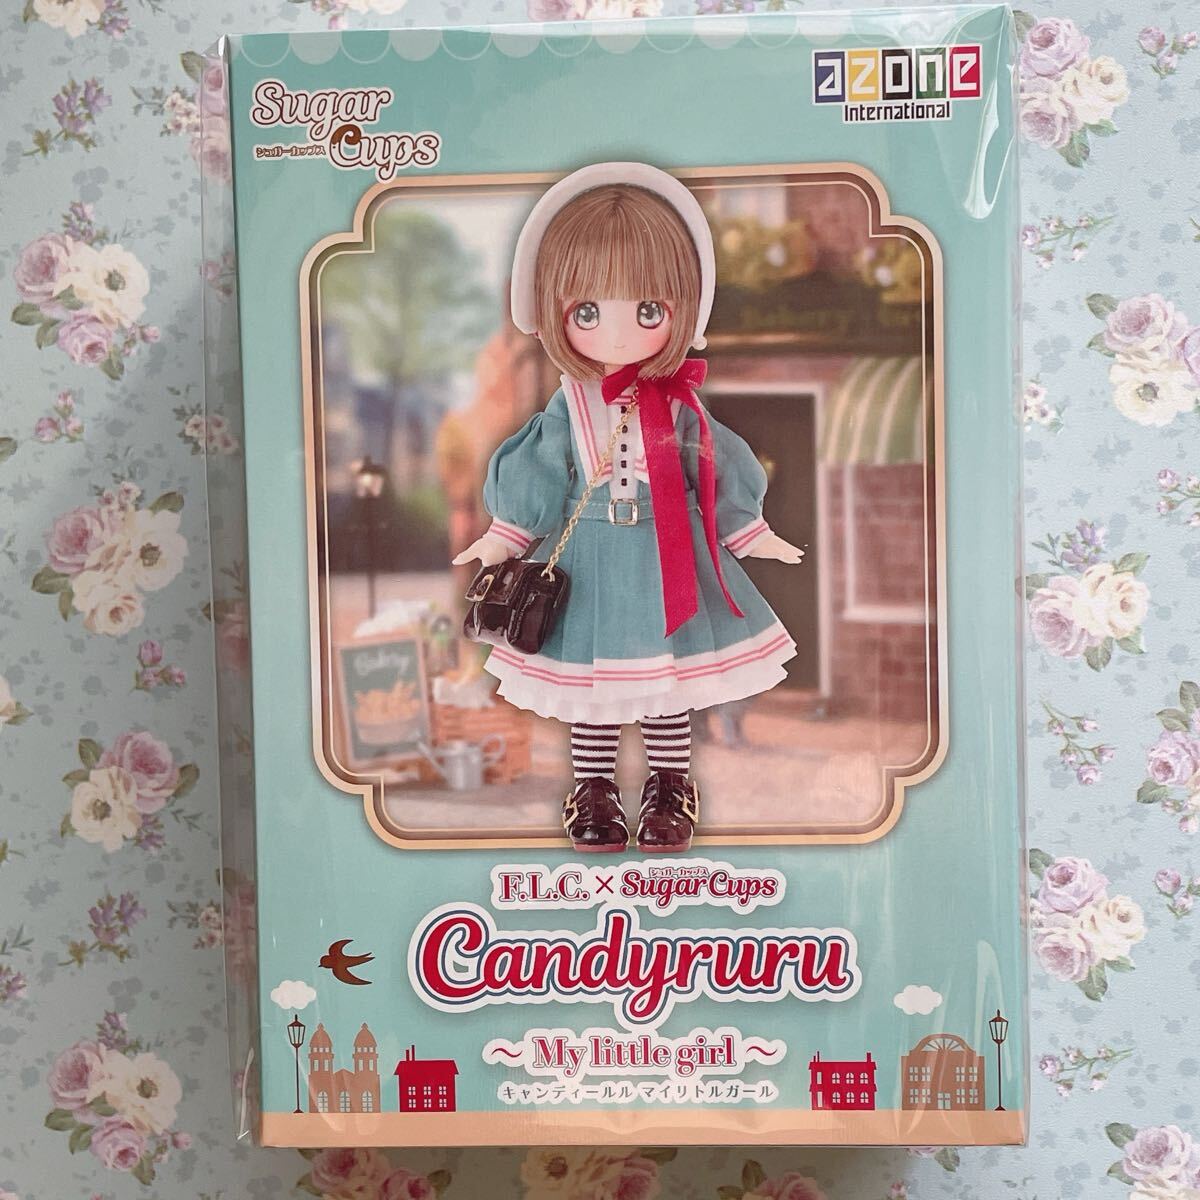 Sugar
シュガーカップス Cups
azone
International
Bakery
Bakery
F.L.C. × シュガーカップス
Sugar Cups
Candyruru
～ My little girl ～
キャンディールル マイリトルガール